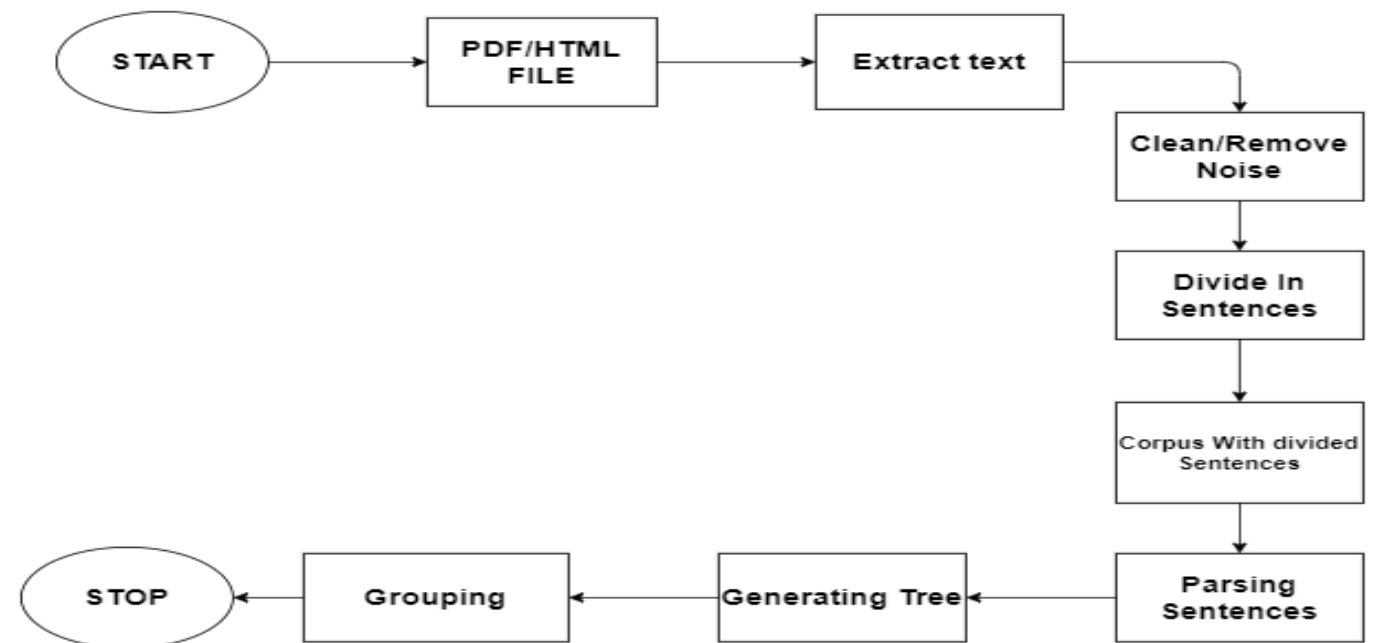 START
PDF/HTML
FILE
Extract text
Clean/Remove
Noise
Divide In
Sentences
Corpus With divided
Sentences
Parsing
Sentences
Generating Tree
Grouping
STOP